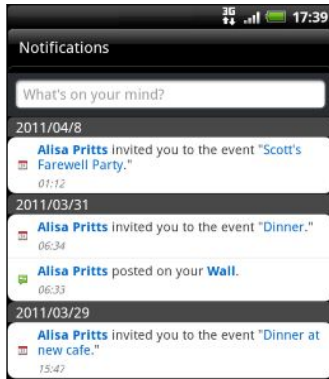 3G 17:39
Notifications
What's on your mind?
2011/04/8
Alisa Pritts invited you to the event "Scott's
Farewell Party."
01:12
2011/03/31
Alisa Pritts invited you to the event "Dinner."
06:34
Alisa Pritts posted on your Wall.
06:33
2011/03/29
Alisa Pritts invited you to the event "Dinner at
new cafe."
15:47